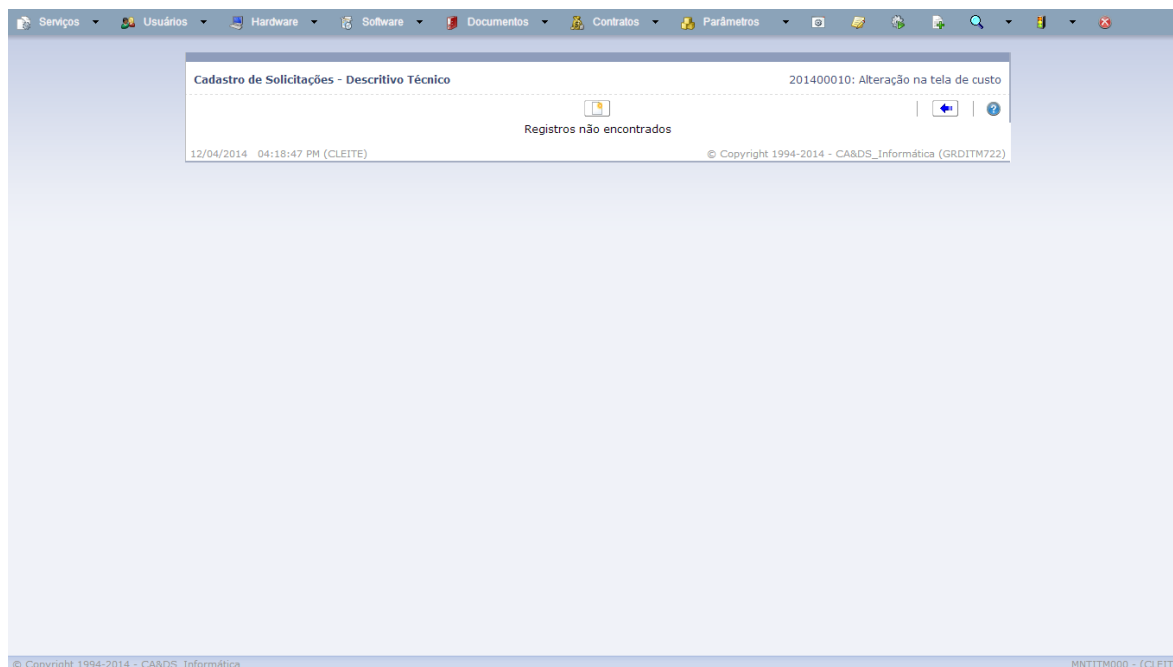 Serviços Usuários Hardware Software Documentos Contratos Parâmetros
Cadastro de Solicitações - Descritivo Técnico 201400010: Alteração na tela de custo
Registros não encontrados
12/04/2014 04:18:47 PM (CLEITE) © Copyright 1994-2014 - CA&DS_Informática (GRDITM722)
© Copyright 1994-2014 - CA&DS_Informática MNTITM000 - (CLEIT